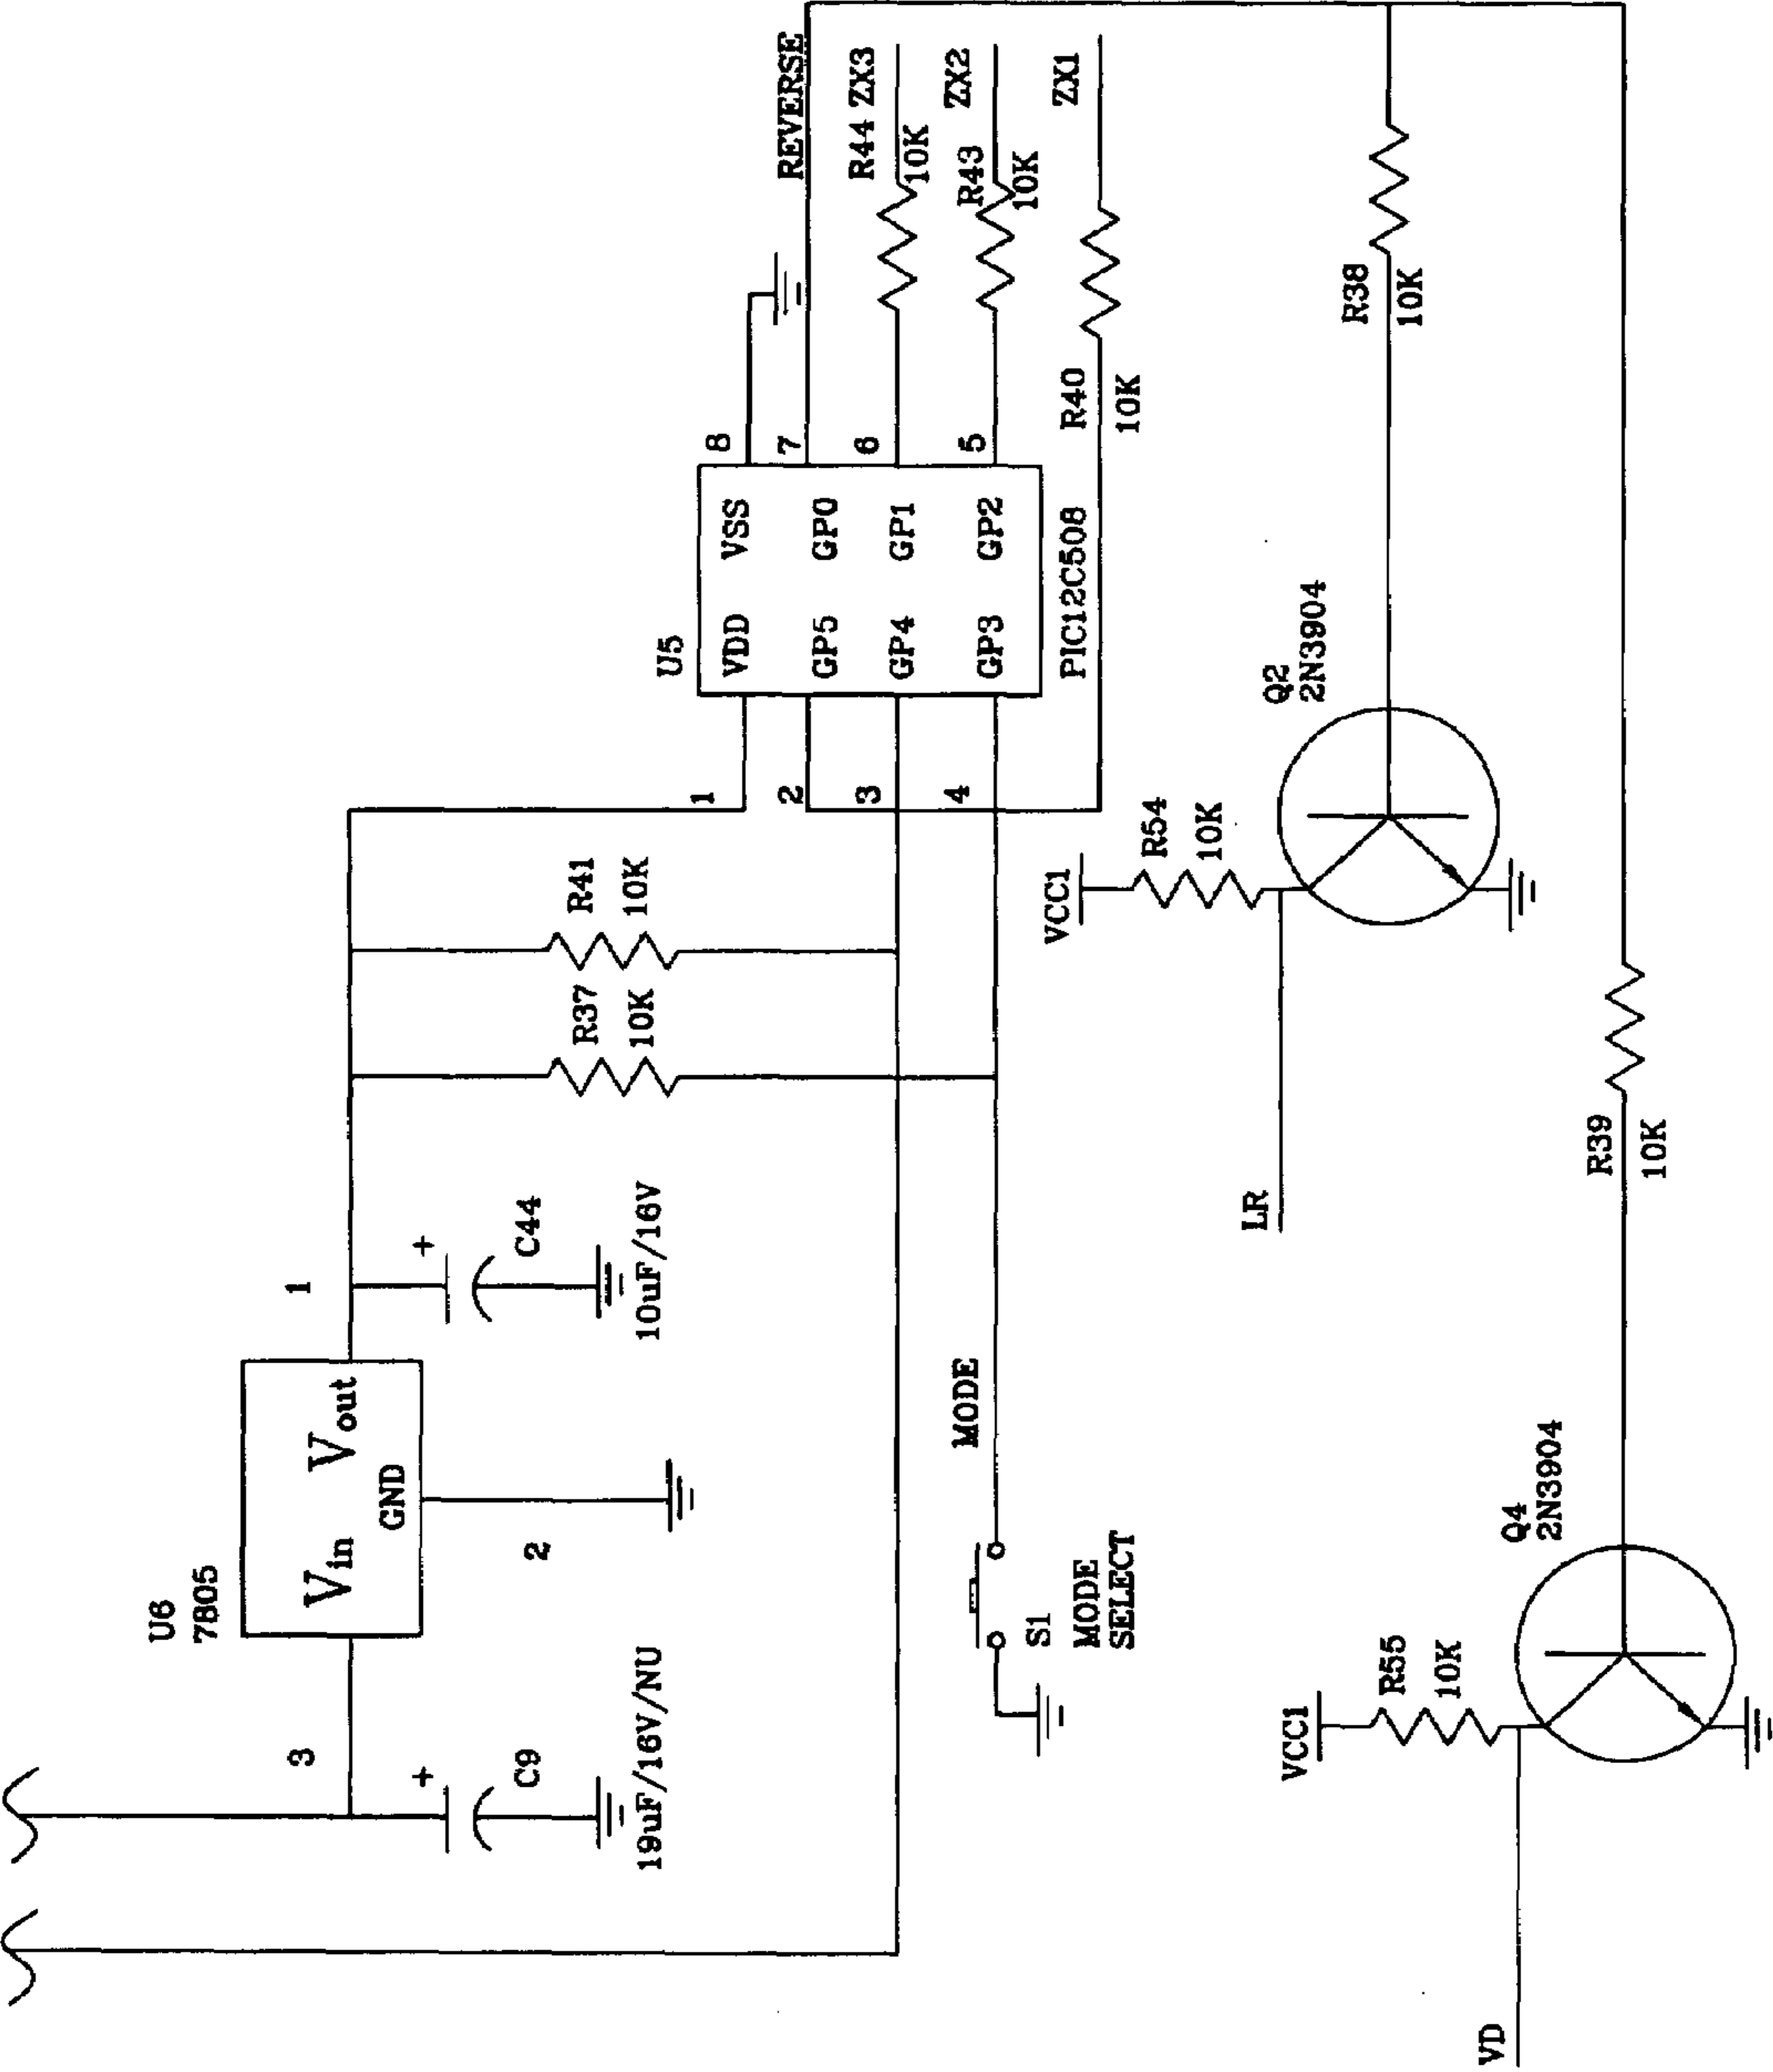 U6
7805
Vin
Vout
GND
3
1
2
+
C9
19uF/16V/NU
+
C44
10uF/16V
R37
10K
R41
10K
U5
VDD
VSS
GP5
GP0
GP4
GP1
GP3
GP2
PIC12C508
1
2
3
4
8
7
6
5
REVERSE
R44
ZX3
10K
R43
ZX2
10K
ZX1
R40
10K
MODE
S1
MODE
SELECT
VCC1
R54
10K
Q2
2N3904
LR
R38
10K
VCC1
R55
10K
Q4
2N3904
VD
R39
10K